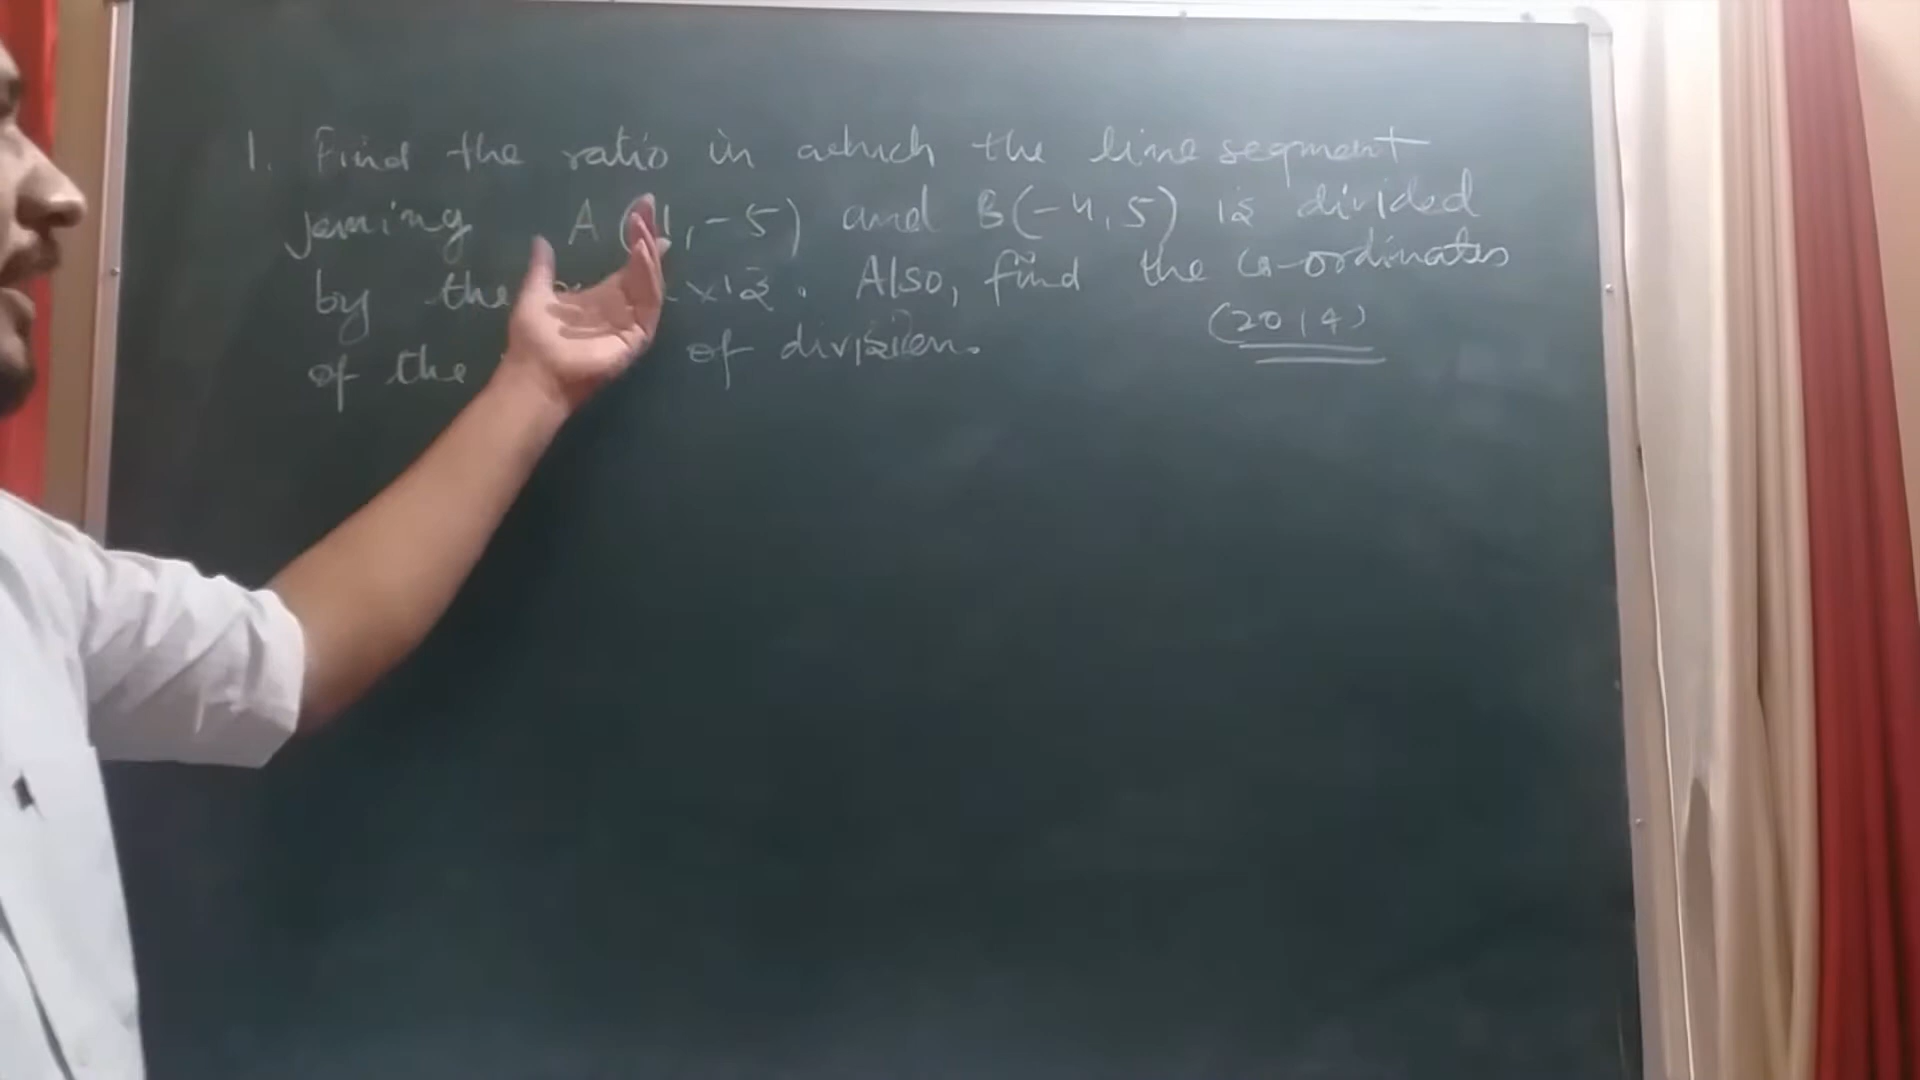 1. Find the ratio in which the line segment
joining A (1, -5) and B(-4, 5) is divided
by the xis. Also, find the co-ordinates
of the of division. (2014)